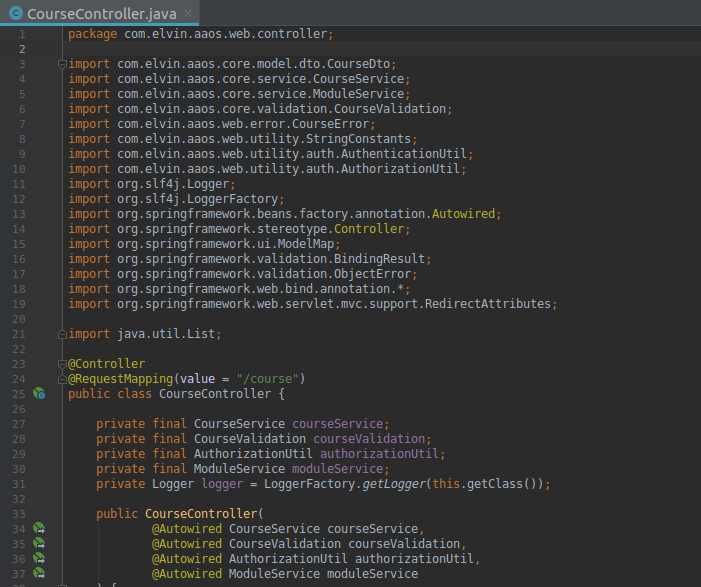 CourseController.java
1 package com.elvin.aaos.web.controller;
2
3 import com.elvin.aaos.core.model.dto.CourseDto;
4 import com.elvin.aaos.core.service.CourseService;
5 import com.elvin.aaos.core.service.ModuleService;
6 import com.elvin.aaos.core.validation.CourseValidation;
7 import com.elvin.aaos.web.error.CourseError;
8 import com.elvin.aaos.web.utility.StringConstants;
9 import com.elvin.aaos.web.utility.auth.AuthenticationUtil;
10 import com.elvin.aaos.web.utility.auth.AuthorizationUtil;
11 import org.slf4j.Logger;
12 import org.slf4j.LoggerFactory;
13 import org.springframework.beans.factory.annotation.Autowired;
14 import org.springframework.stereotype.Controller;
15 import org.springframework.ui.ModelMap;
16 import org.springframework.validation.BindingResult;
17 import org.springframework.validation.ObjectError;
18 import org.springframework.web.bind.annotation.*;
19 import org.springframework.web.servlet.mvc.support.RedirectAttributes;
20
21 import java.util.List;
22
23 @Controller
24 @RequestMapping(value = "/course")
25 public class CourseController {
26
27 private final CourseService courseService;
28 private final CourseValidation courseValidation;
29 private final AuthorizationUtil authorizationUtil;
30 private final ModuleService moduleService;
31 private Logger logger = LoggerFactory.getLogger(this.getClass());
32
33 public CourseController(
34 @Autowired CourseService courseService,
35 @Autowired CourseValidation courseValidation,
36 @Autowired AuthorizationUtil authorizationUtil,
37 @Autowired ModuleService moduleService
) {